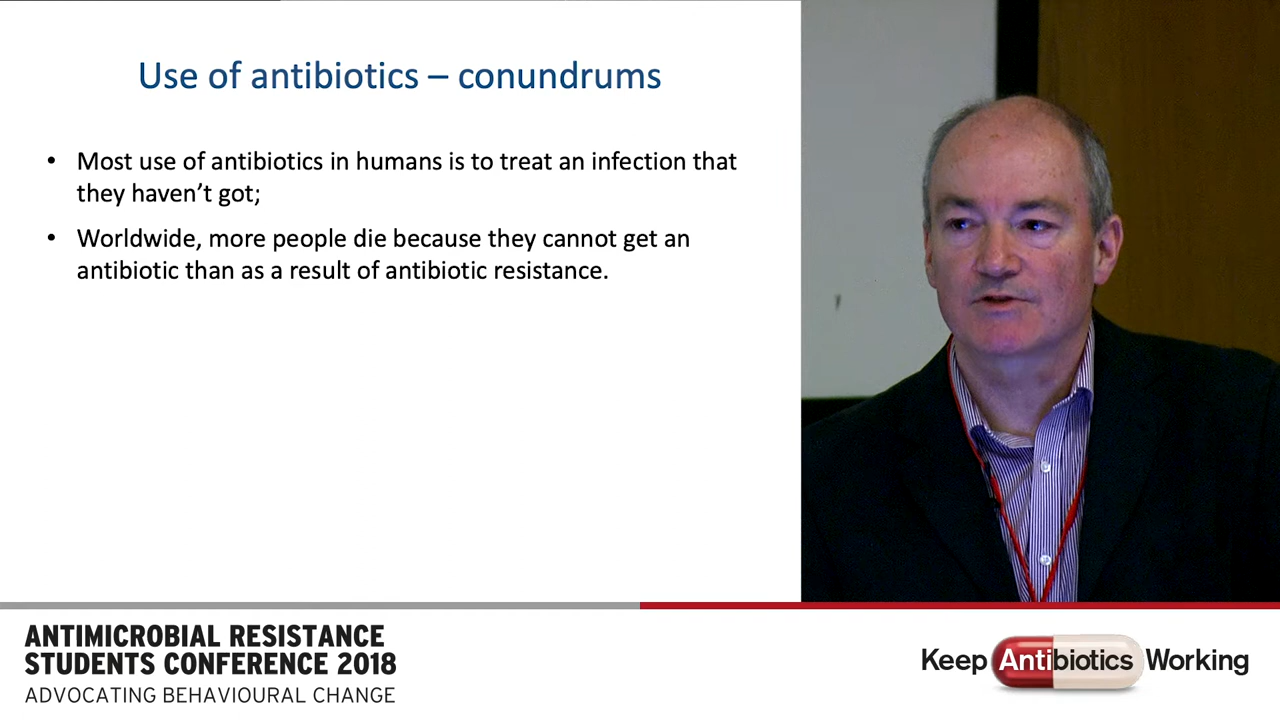 Use of antibiotics – conundrums
• Most use of antibiotics in humans is to treat an infection that
they haven’t got;
• Worldwide, more people die because they cannot get an
antibiotic than as a result of antibiotic resistance.
ANTIMICROBIAL RESISTANCE
STUDENTS CONFERENCE 2018
ADVOCATING BEHAVIOURAL CHANGE
Keep Antibiotics Working